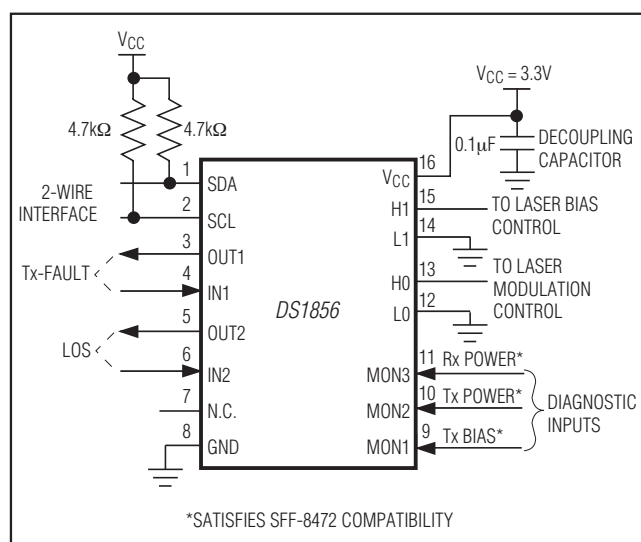 VCC
4.7kΩ
4.7kΩ
2-WIRE
INTERFACE
Tx-FAULT
LOS
1
2
3
4
5
6
7
8
SDA
SCL
OUT1
IN1
OUT2
IN2
N.C.
GND
DS1856
VCC
H1
L1
H0
L0
MON3
MON2
MON1
16
15
14
13
12
11
10
9
VCC = 3.3V
0.1μF
DECOUPLING
CAPACITOR
TO LASER BIAS
CONTROL
TO LASER
MODULATION
CONTROL
Rx POWER*
Tx POWER*
Tx BIAS*
DIAGNOSTIC
INPUTS
*SATISFIES SFF-8472 COMPATIBILITY